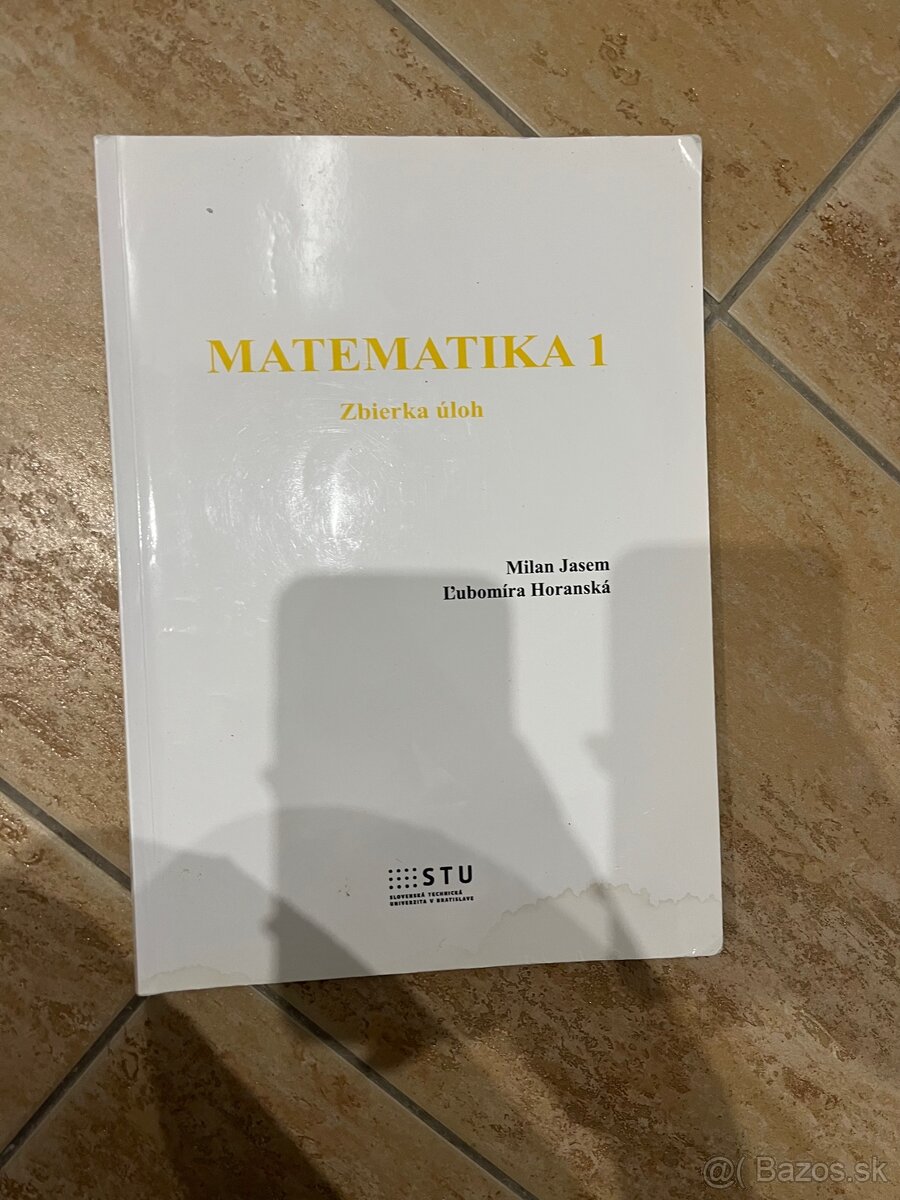 MATEMATIKA 1
Zbierka úloh
Milan Jasem
Ľubomíra Horanská
STU
SLOVENSKÁ TECHNICKÁ
UNIVERZITA V BRATISLAVE
@( Bazos.sk